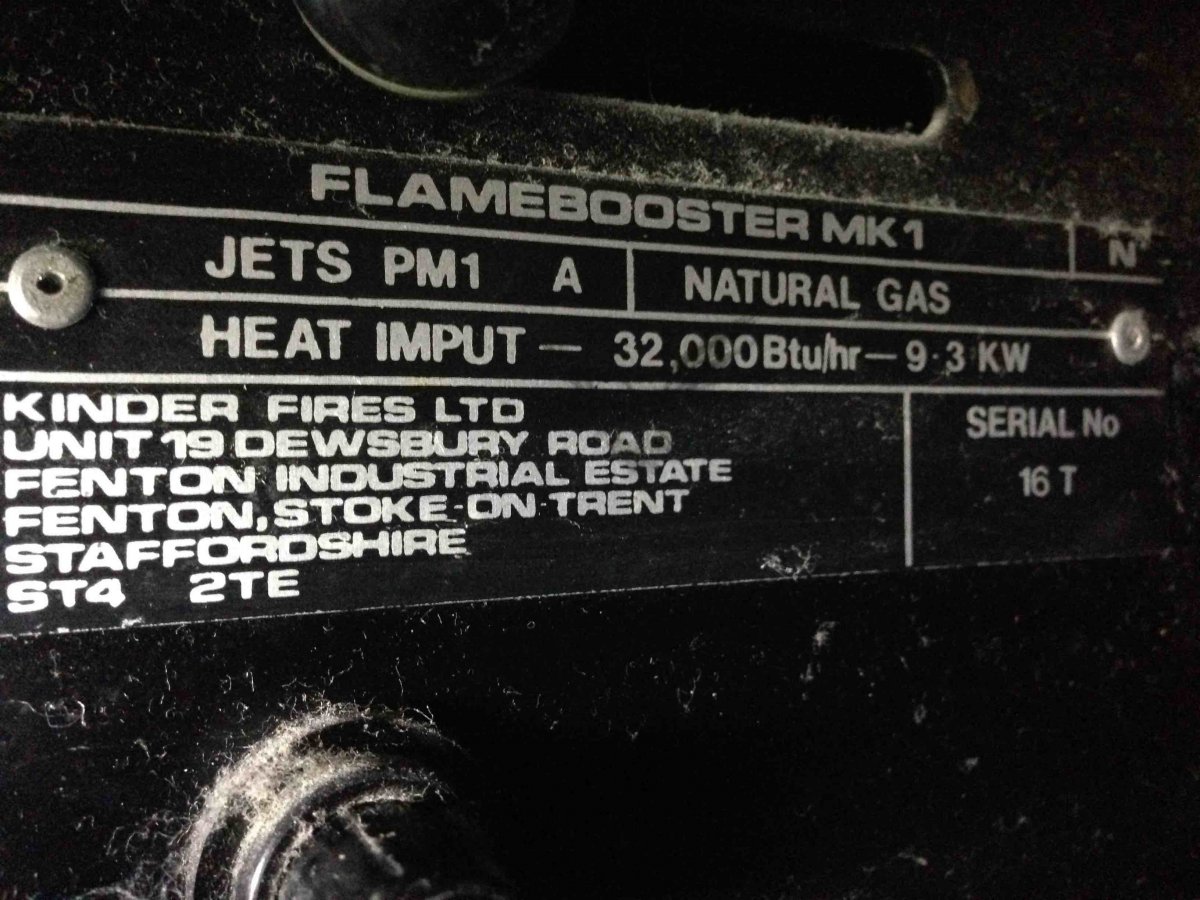 FLAMEBOOSTER MK1 N
JETS PM1 A NATURAL GAS
HEAT IMPUT — 32,000 Btu/hr — 9·3 KW
KINDER FIRES LTD
UNIT 19 DEWSBURY ROAD
FENTON INDUSTRIAL ESTATE
FENTON, STOKE-ON-TRENT
STAFFORDSHIRE
ST4 2TE
SERIAL No
16 T